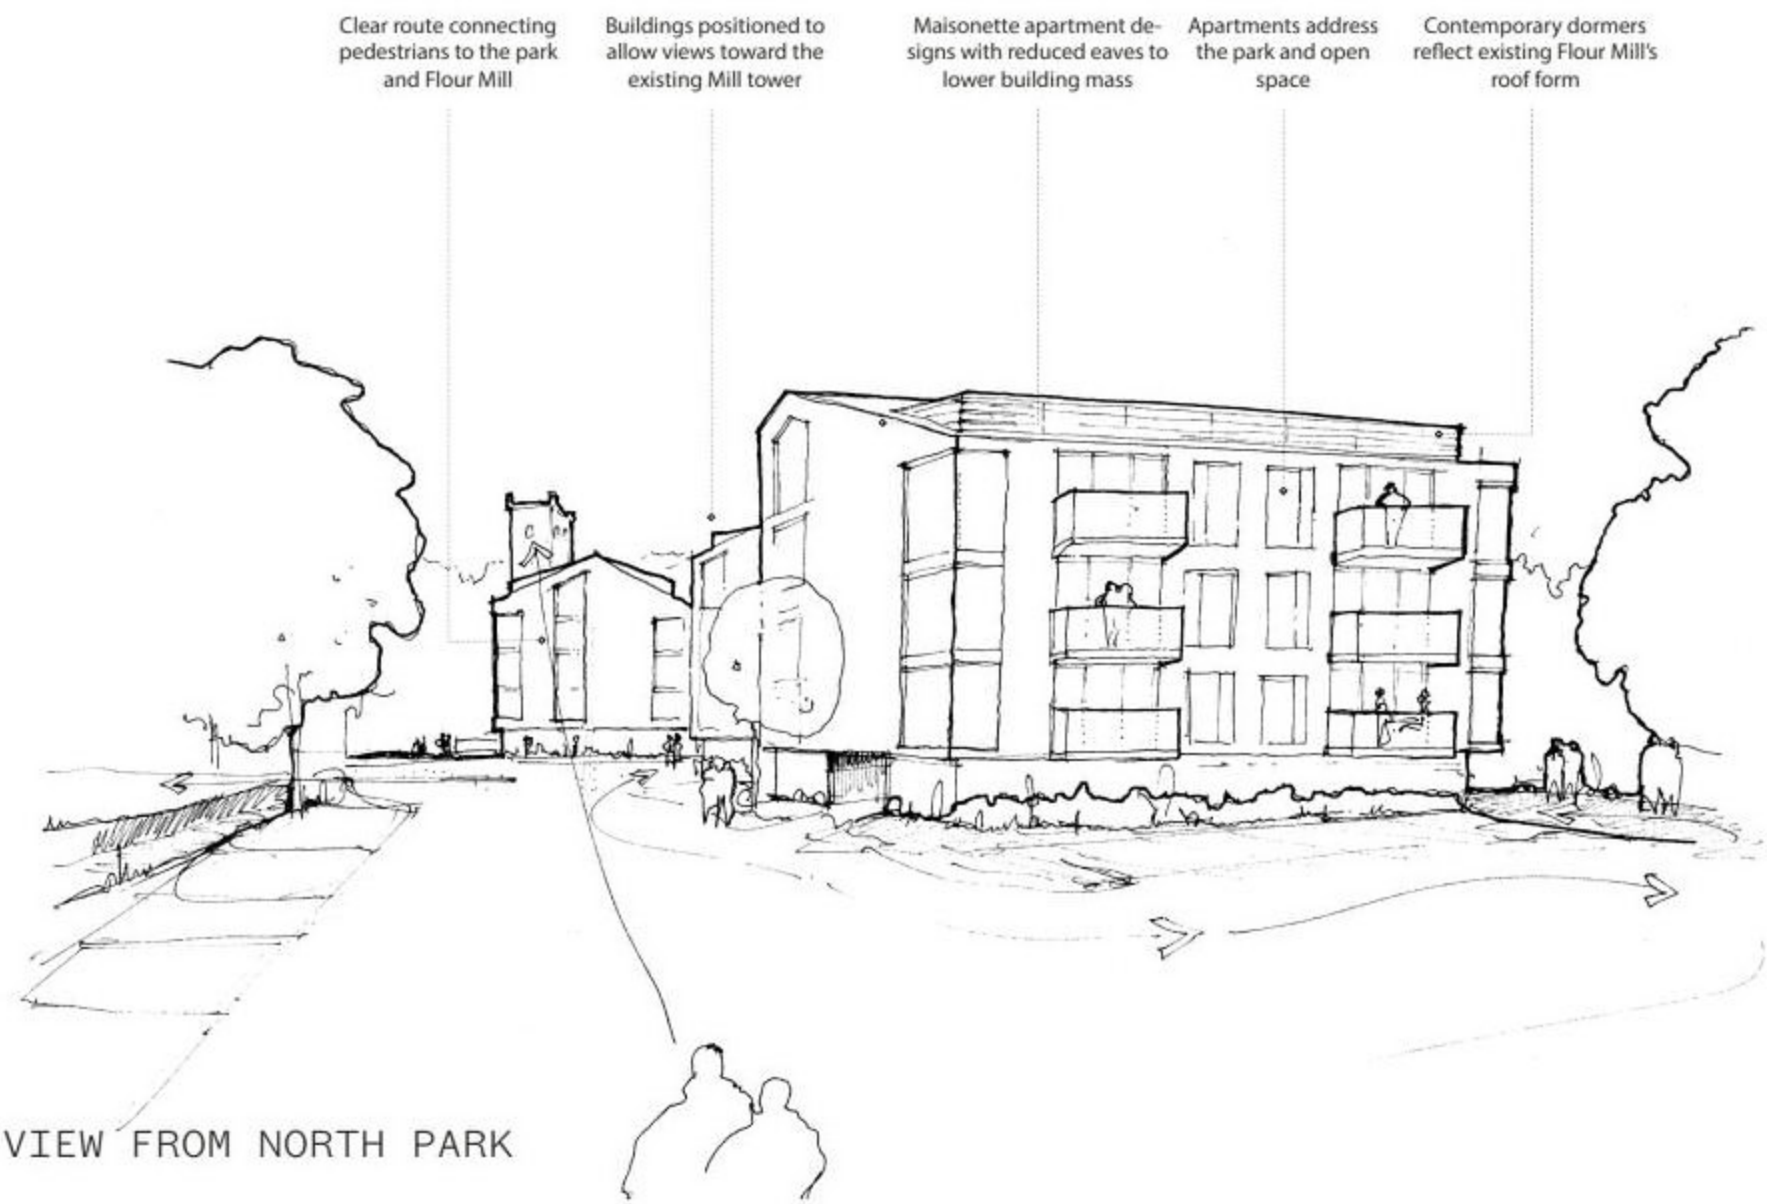 Clear route connecting
pedestrians to the park
and Flour Mill
Buildings positioned to
allow views toward the
existing Mill tower
Maisonette apartment de-
signs with reduced eaves to
lower building mass
Apartments address
the park and open
space
Contemporary dormers
reflect existing Flour Mill's
roof form
VIEW FROM NORTH PARK